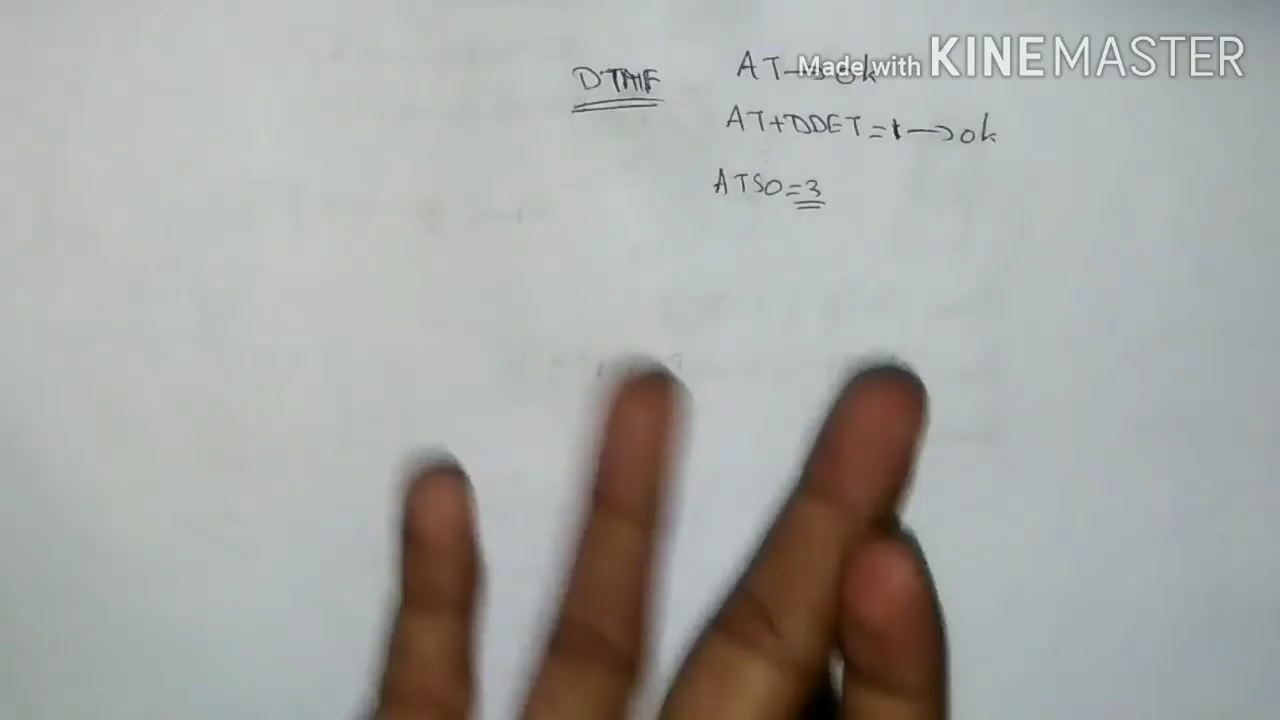 DTMF
AT→ok
Made with KINEMASTER
AT+DDET=1→ok
ATS0=3